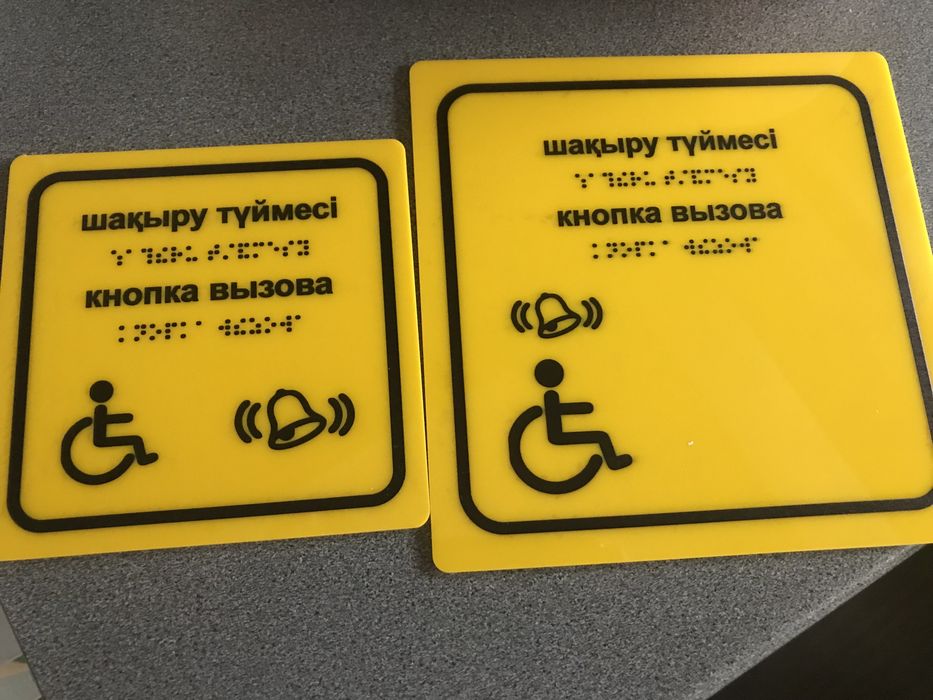 шақыру түймесі
кнопка вызова
шақыру түймесі
кнопка вызова